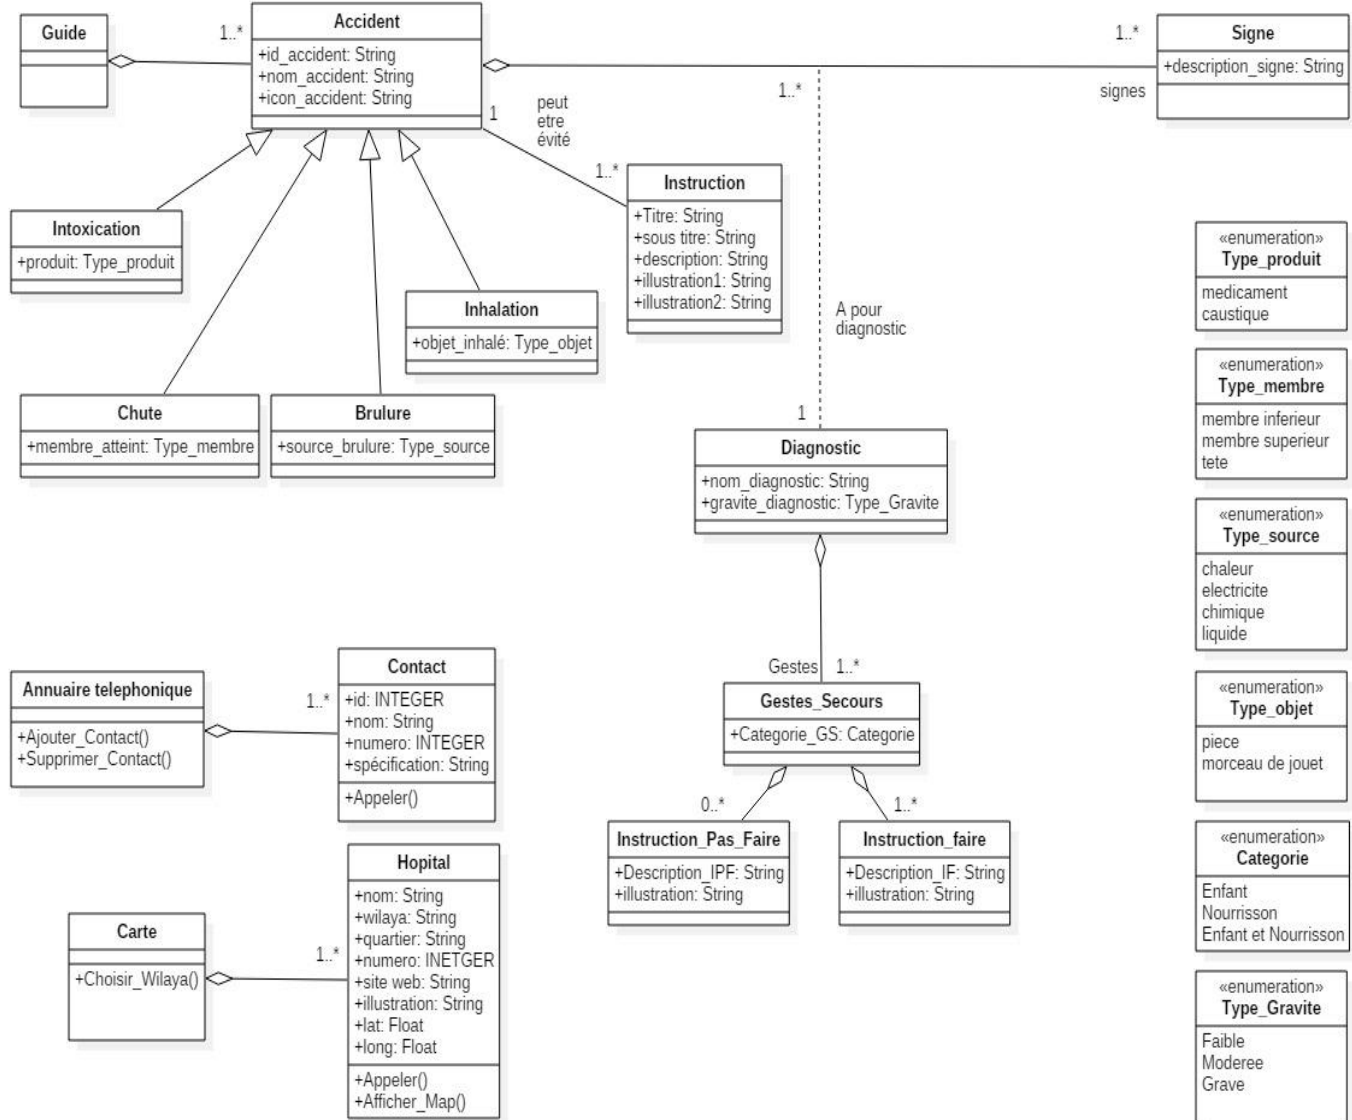 Guide
1..*
Accident
+id_accident: String
+nom_accident: String
+icon_accident: String
1..*
Signe
+description_signe: String
1..*
signes
1
peut
etre
évité
1..*
Instruction
+Titre: String
+sous titre: String
+description: String
+illustration1: String
+illustration2: String
Intoxication
+produit: Type_produit
Inhalation
+objet_inhalé: Type_objet
Chute
+membre_atteint: Type_membre
Brulure
+source_brulure: Type_source
A pour
diagnostic
1
Diagnostic
+nom_diagnostic: String
+gravite_diagnostic: Type_Gravite
Gestes
1..*
Gestes_Secours
+Categorie_GS: Categorie
0..*
1..*
Instruction_Pas_Faire
+Description_IPF: String
+illustration: String
Instruction_faire
+Description_IF: String
+illustration: String
Annuaire telephonique
+Ajouter_Contact()
+Supprimer_Contact()
1..*
Contact
+id: INTEGER
+nom: String
+numero: INTEGER
+spécification: String
+Appeler()
Carte
+Choisir_Wilaya()
1..*
Hopital
+nom: String
+wilaya: String
+quartier: String
+numero: INETGER
+site web: String
+illustration: String
+lat: Float
+long: Float
+Appeler()
+Afficher_Map()
«enumeration»
Type_produit
medicament
caustique
«enumeration»
Type_membre
membre inferieur
membre superieur
tete
«enumeration»
Type_source
chaleur
electricite
chimique
liquide
«enumeration»
Type_objet
piece
morceau de jouet
«enumeration»
Categorie
Enfant
Nourrisson
Enfant et Nourrisson
«enumeration»
Type_Gravite
Faible
Moderee
Grave